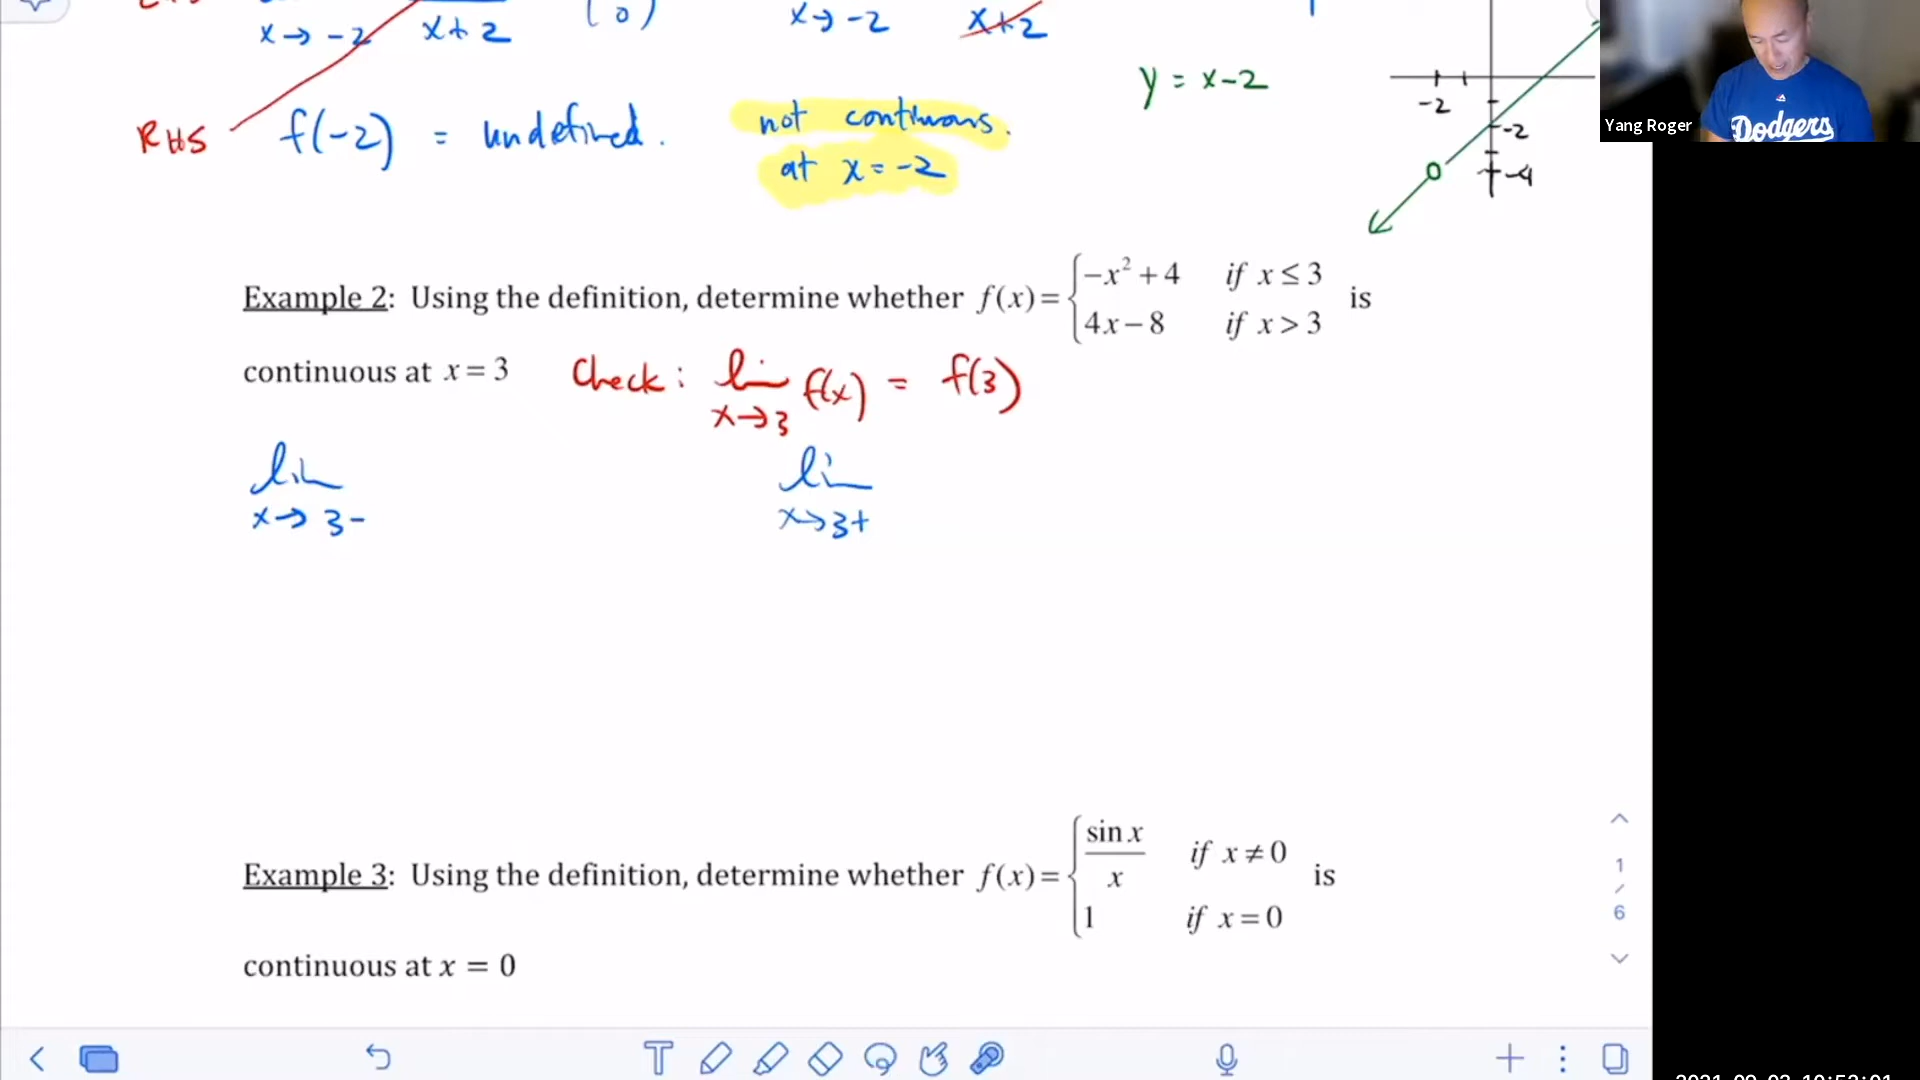 x → -2 x + 2 (0) x → -2 x+2
y = x - 2
RHS f(-2) = undefined. not continuous.
at x = -2
-2
-2
-4
Yang Roger
Dodgers
Example 2: Using the definition, determine whether f(x) = { -x² + 4 if x ≤ 3
4x - 8 if x > 3 is
continuous at x = 3 Check: lim f(x) = f(3)
x → 3
lim lim
x → 3- x → 3+
Example 3: Using the definition, determine whether f(x) = { sin x / x if x ≠ 0
1 if x = 0 is
continuous at x = 0
1
/
6
T